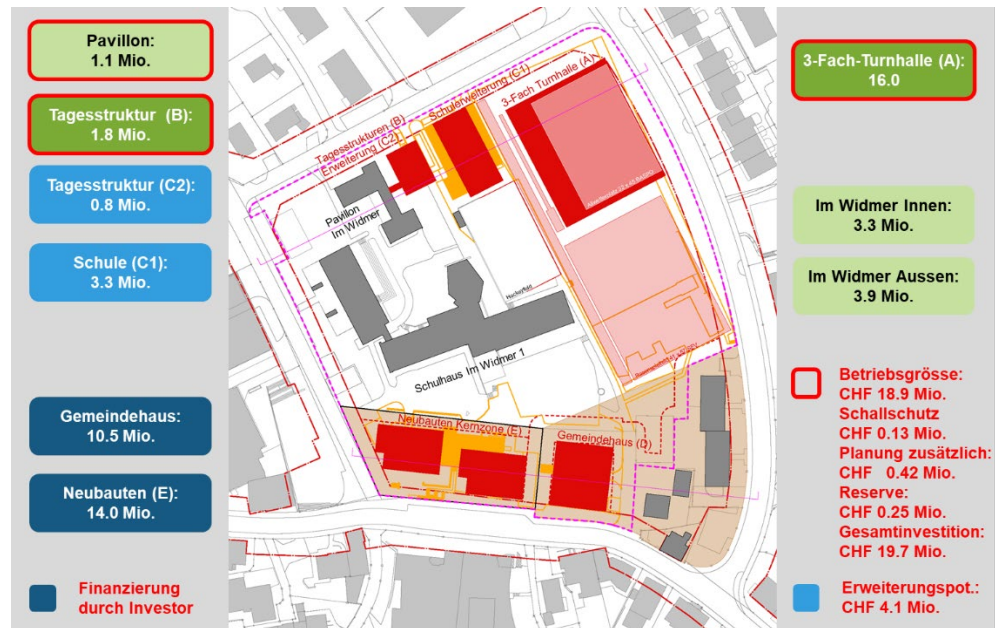 Pavillon:
1.1 Mio.
Tagesstruktur (B):
1.8 Mio.
Tagesstruktur (C2):
0.8 Mio.
Schule (C1):
3.3 Mio.
Gemeindehaus:
10.5 Mio.
Neubauten (E):
14.0 Mio.
Finanzierung
durch Investor
Tagesstrukturen (B)
Erweiterung (C2)
Schulerweiterung (C1)
3-Fach Turnhalle (A)
Pavillon
Im Widmer
Hockeyfeld
Schulhaus Im Widmer 1
Neubauten Kernzone (E)
Gemeindehaus (D)
3-Fach-Turnhalle (A):
16.0
Im Widmer Innen:
3.3 Mio.
Im Widmer Aussen:
3.9 Mio.
Betriebsgrösse:
CHF 18.9 Mio.
Schallschutz
CHF 0.13 Mio.
Planung zusätzlich:
CHF 0.42 Mio.
Reserve:
CHF 0.25 Mio.
Gesamtinvestition:
CHF 19.7 Mio.
Erweiterungspot.:
CHF 4.1 Mio.